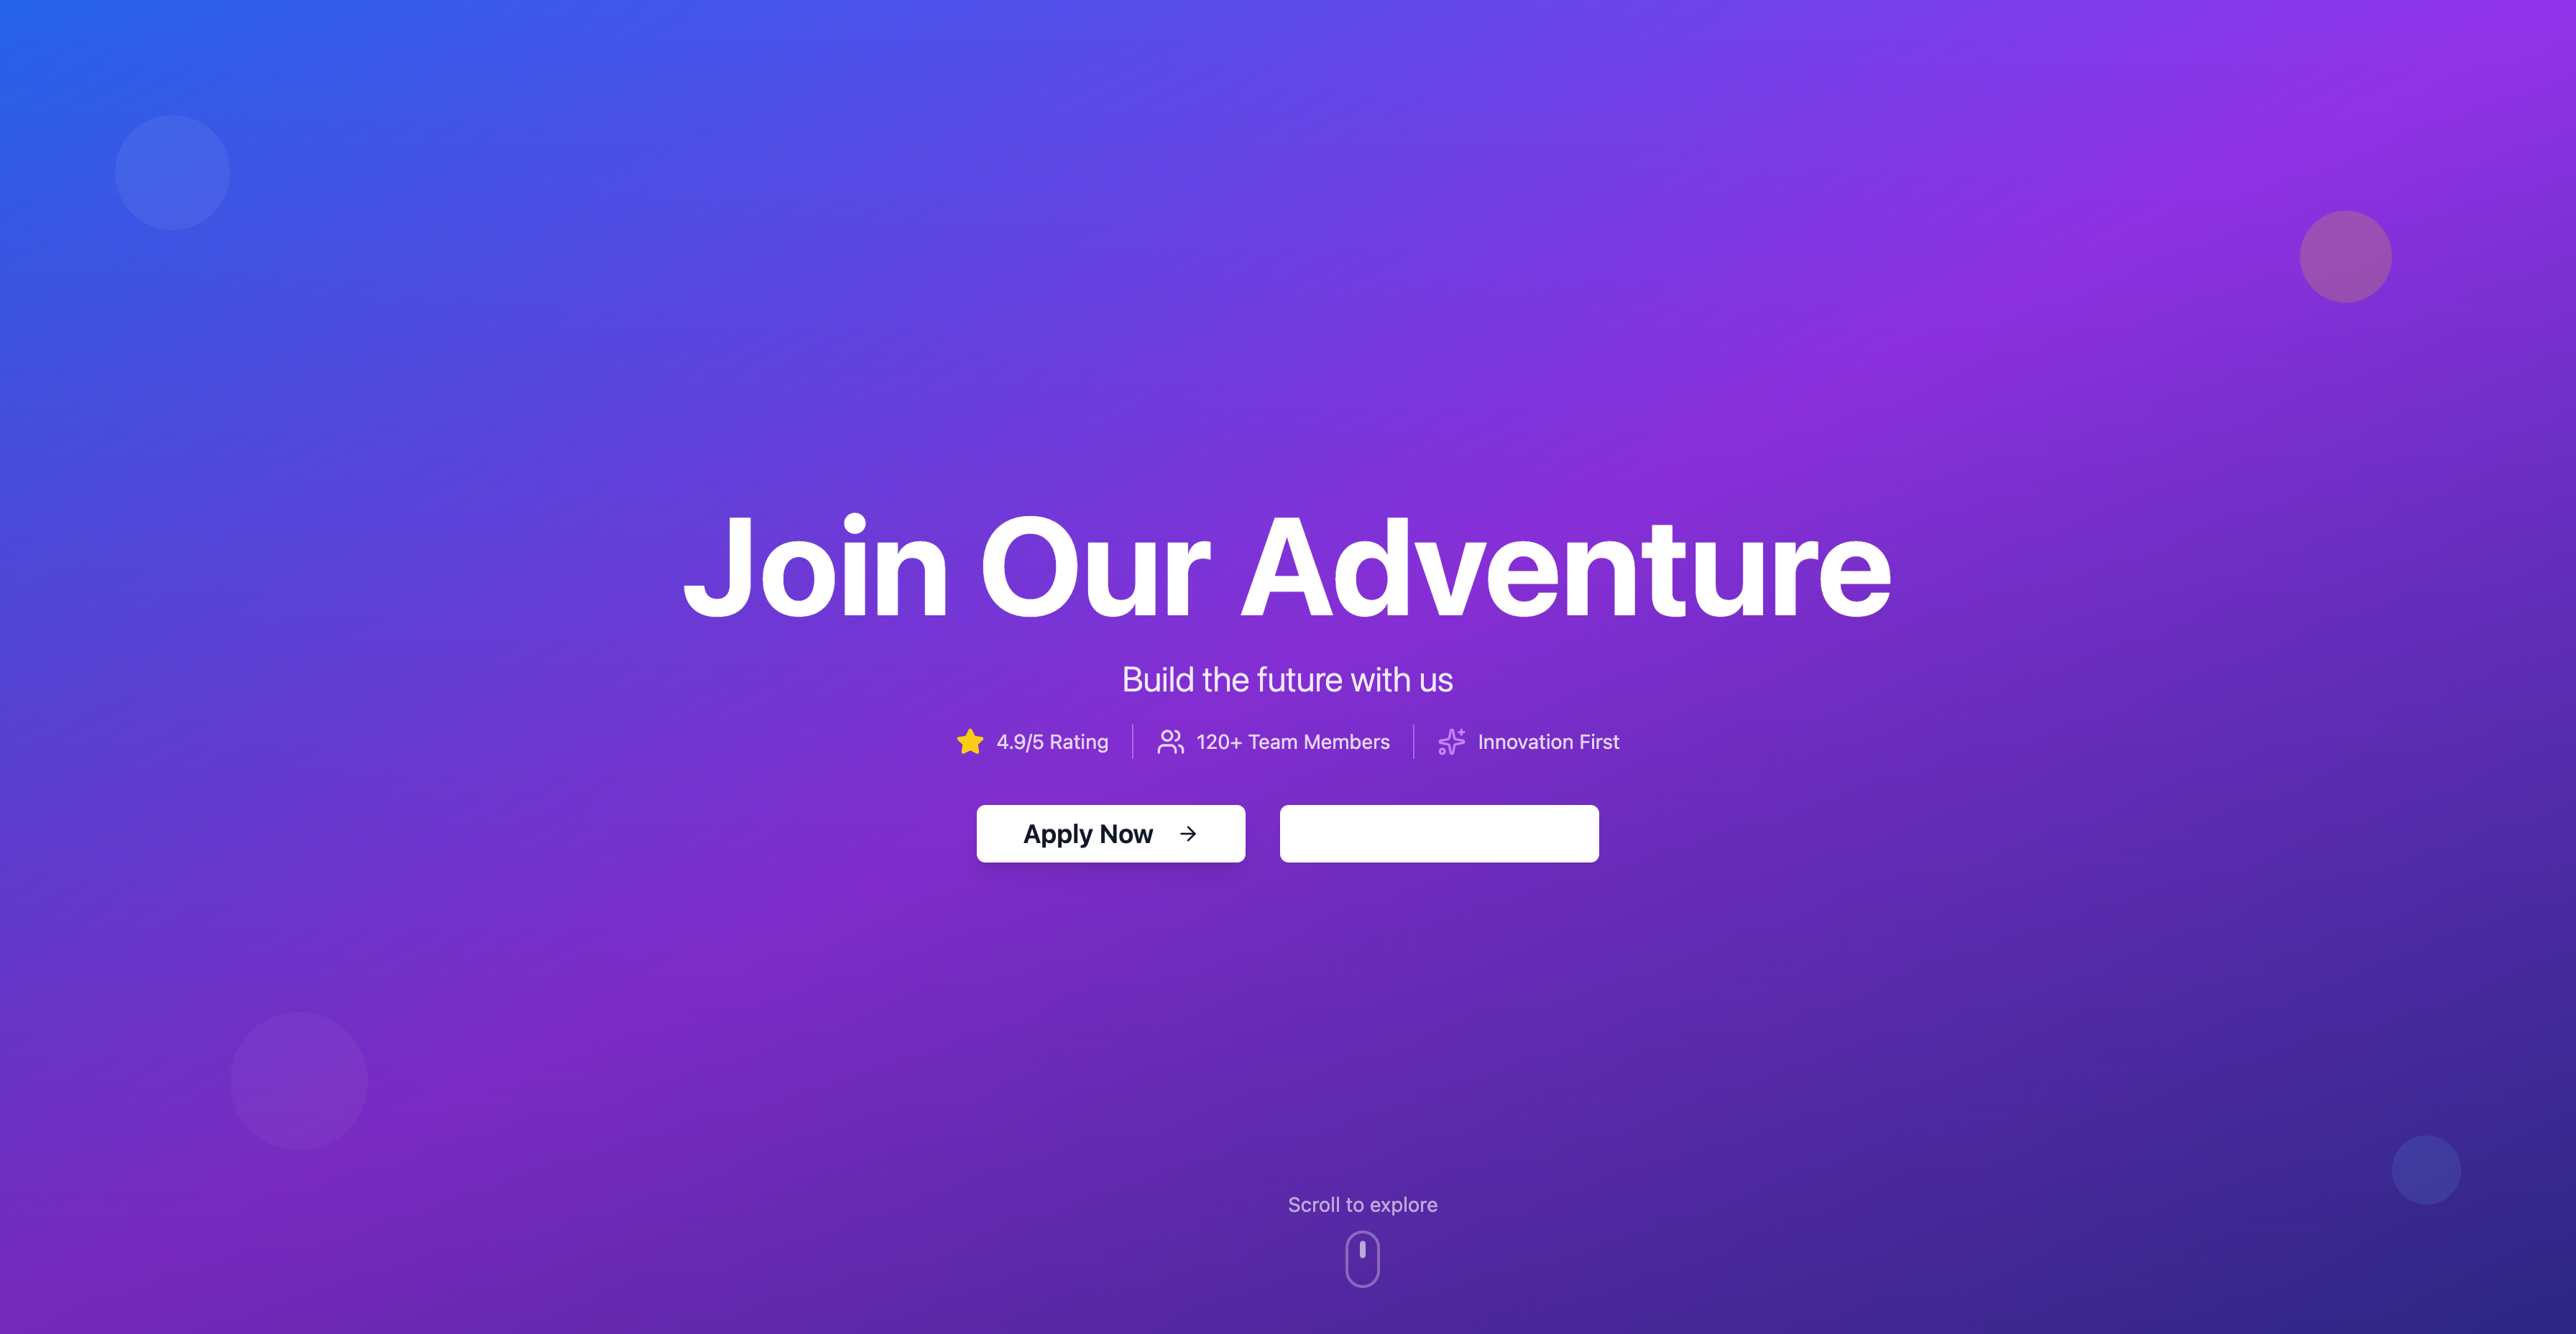 Join Our Adventure
Build the future with us
4.9/5 Rating
120+ Team Members
Innovation First
Apply Now
Scroll to explore